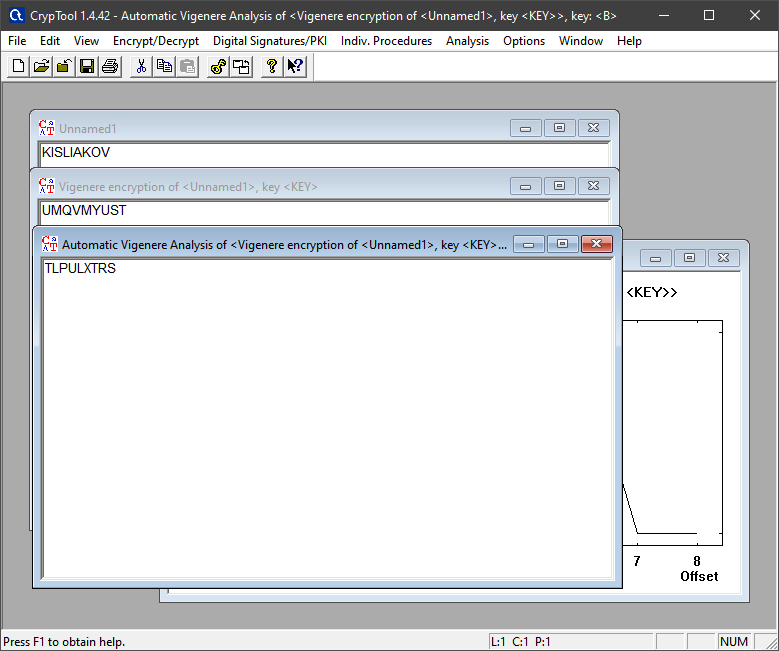 CrypTool 1.4.42 - Automatic Vigenere Analysis of <Vigenere encryption of <Unnamed1>, key <KEY>>, key: <B>
File Edit View Encrypt/Decrypt Digital Signatures/PKI Indiv. Procedures Analysis Options Window Help
Unnamed1
KISLIAKOV
Vigenere encryption of <Unnamed1>, key <KEY>
UMQVMYUST
Automatic Vigenere Analysis of <Vigenere encryption of <Unnamed1>, key <KEY>...
TLPULXTRS
<KEY>>
7 8
Offset
Press F1 to obtain help.
L:1 C:1 P:1
NUM